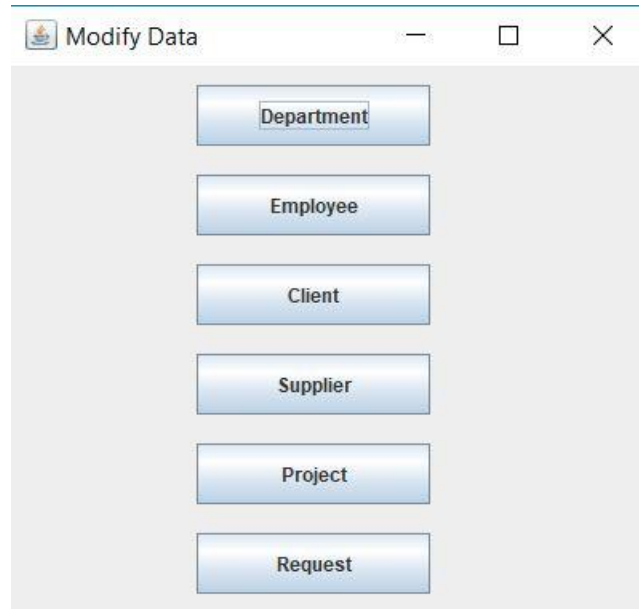 Modify Data
Department
Employee
Client
Supplier
Project
Request